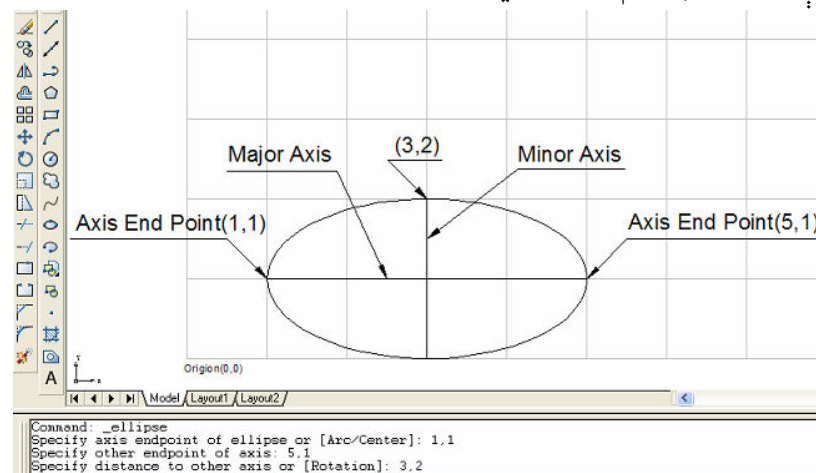 (3,2)
Major Axis
Minor Axis
Axis End Point(1,1)
Axis End Point(5,1)
Origion(0,0)
A
Model Layout1 Layout2
Command: _ellipse
Specify axis endpoint of ellipse or [Arc/Center]: 1,1
Specify other endpoint of axis: 5,1
Specify distance to other axis or [Rotation]: 3,2